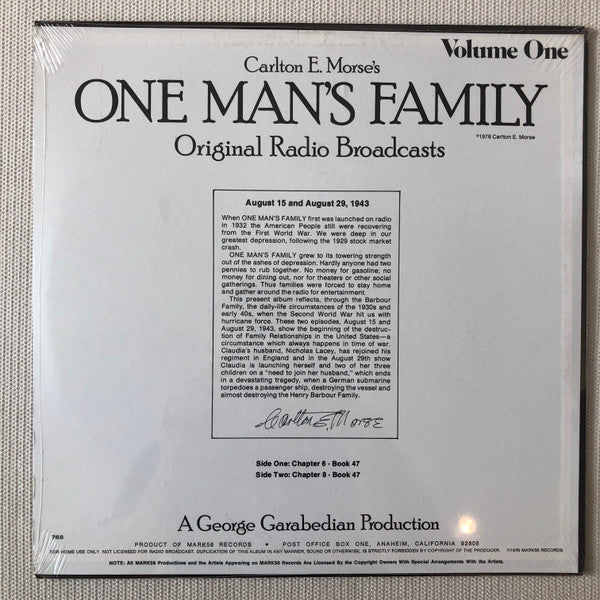 Volume One
Carlton E. Morse's
ONE MAN'S FAMILY
Original Radio Broadcasts
*1976 Carlton E. Morse
August 15 and August 29, 1943
When ONE MAN'S FAMILY first was launched on radio
in 1932 the American People still were recovering
from the First World War. We were deep in our
greatest depression, following the 1929 stock market
crash.
ONE MAN'S FAMILY grew to its towering strength
out of the ashes of depression. Hardly anyone had two
pennies to rub together. No money for gasoline; no
money for dining out, nor for theaters or other social
gatherings. Thus families were forced to stay home
and gather around the radio for entertainment.
This present album reflects, through the Barbour
Family, the daily-life circumstances of the 1930s and
early 40s, when the Second World War hit us with
hurricane force. These two episodes, August 15 and
August 29, 1943, show the beginning of the destruc-
tion of Family Relationships in the United States—a
circumstance which always happens in time of war.
Claudia's husband, Nicholas Lacey, has rejoined his
regiment in England and in the August 29th show
Claudia is launching herself and two of her three
children on a "need to join her husband," which ends
in a devastating tragedy, when a German submarine
torpedoes a passenger ship, destroying the vessel and
almost destroying the Henry Barbour Family.
Carlton E. Morse
Side One: Chapter 6 - Book 47
Side Two: Chapter 8 - Book 47
A George Garabedian Production
768
PRODUCT OF MARK56 RECORDS • POST OFFICE BOX ONE, ANAHEIM, CALIFORNIA 92805
FOR HOME USE ONLY. NOT LICENSED FOR RADIO BROADCAST, DUPLICATION OF THIS ALBUM IN ANY MANNER, SOUND OR OTHERWISE, IS STRICTLY FORBIDDEN BY COPYRIGHT OF THE PRODUCER. ©1976 MARK56 RECORDS
NOTE: All MARK56 Productions and the Artists Appearing on MARK56 Records Are Licensed By the Copyright Owners With Special Arrangements With the Artists.